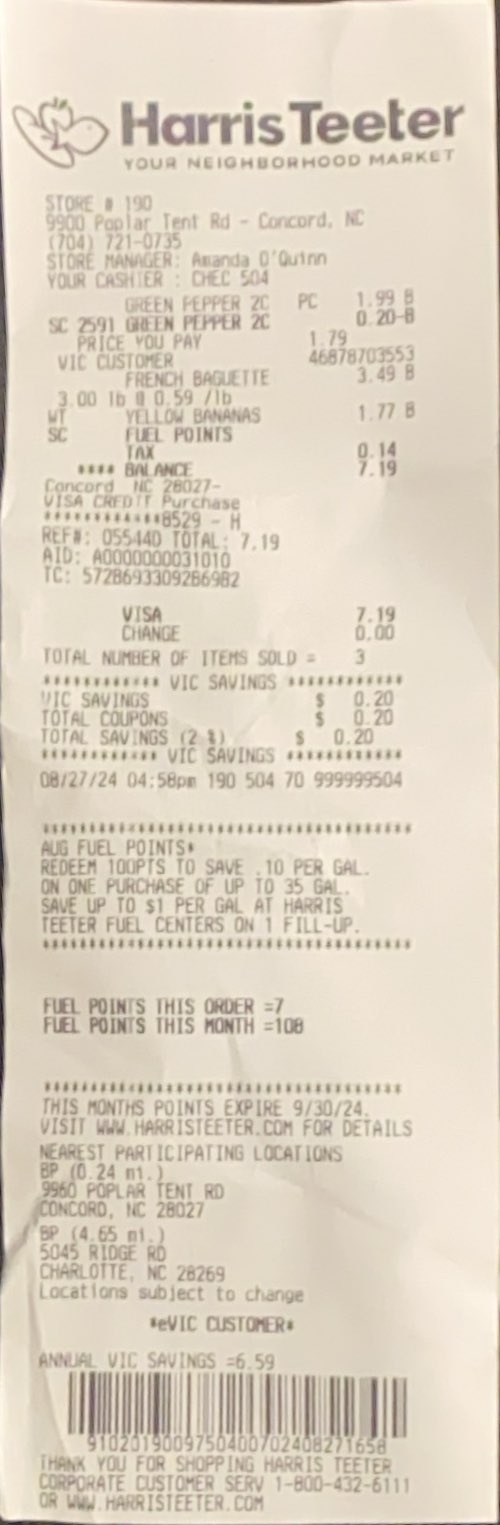 Harris Teeter
YOUR NEIGHBORHOOD MARKET
STORE # 190
9900 Poplar Tent Rd - Concord, NC
(704) 721-0735
STORE MANAGER: Amanda O'Quinn
YOUR CASHIER : CHEC 504
GREEN PEPPER 2C PC 1.99 B
SC 2591 GREEN PEPPER 2C 0.20-B
PRICE YOU PAY 1.79
VIC CUSTOMER 46878703553
FRENCH BAGUETTE 3.49 B
3.00 lb @ 0.59 /lb
WT YELLOW BANANAS 1.77 B
SC FUEL POINTS
TAX 0.14
**** BALANCE 7.19
Concord NC 28027-
VISA CREDIT Purchase
************8529 - H
REF#: 055440 TOTAL: 7.19
AID: A0000000031010
TC: 5728693309286982
VISA 7.19
CHANGE 0.00
TOTAL NUMBER OF ITEMS SOLD = 3
************ VIC SAVINGS ************
VIC SAVINGS $ 0.20
TOTAL COUPONS $ 0.20
TOTAL SAVINGS (2 %) $ 0.20
************ VIC SAVINGS ************
08/27/24 04:58pm 190 504 70 999999504
****************************************
AUG FUEL POINTS*
REDEEM 100PTS TO SAVE .10 PER GAL.
ON ONE PURCHASE OF UP TO 35 GAL.
SAVE UP TO $1 PER GAL AT HARRIS
TEETER FUEL CENTERS ON 1 FILL-UP.
****************************************
FUEL POINTS THIS ORDER =7
FUEL POINTS THIS MONTH =108
****************************************
THIS MONTHS POINTS EXPIRE 9/30/24.
VISIT WWW.HARRISTEETER.COM FOR DETAILS
NEAREST PARTICIPATING LOCATIONS
BP (0.24 mi.)
9960 POPLAR TENT RD
CONCORD, NC 28027
BP (4.65 mi.)
5045 RIDGE RD
CHARLOTTE, NC 28269
Locations subject to change
*eVIC CUSTOMER*
ANNUAL VIC SAVINGS =6.59
9102019009750400702408271658
THANK YOU FOR SHOPPING HARRIS TEETER
CORPORATE CUSTOMER SERV 1-800-432-6111
OR WWW.HARRISTEETER.COM